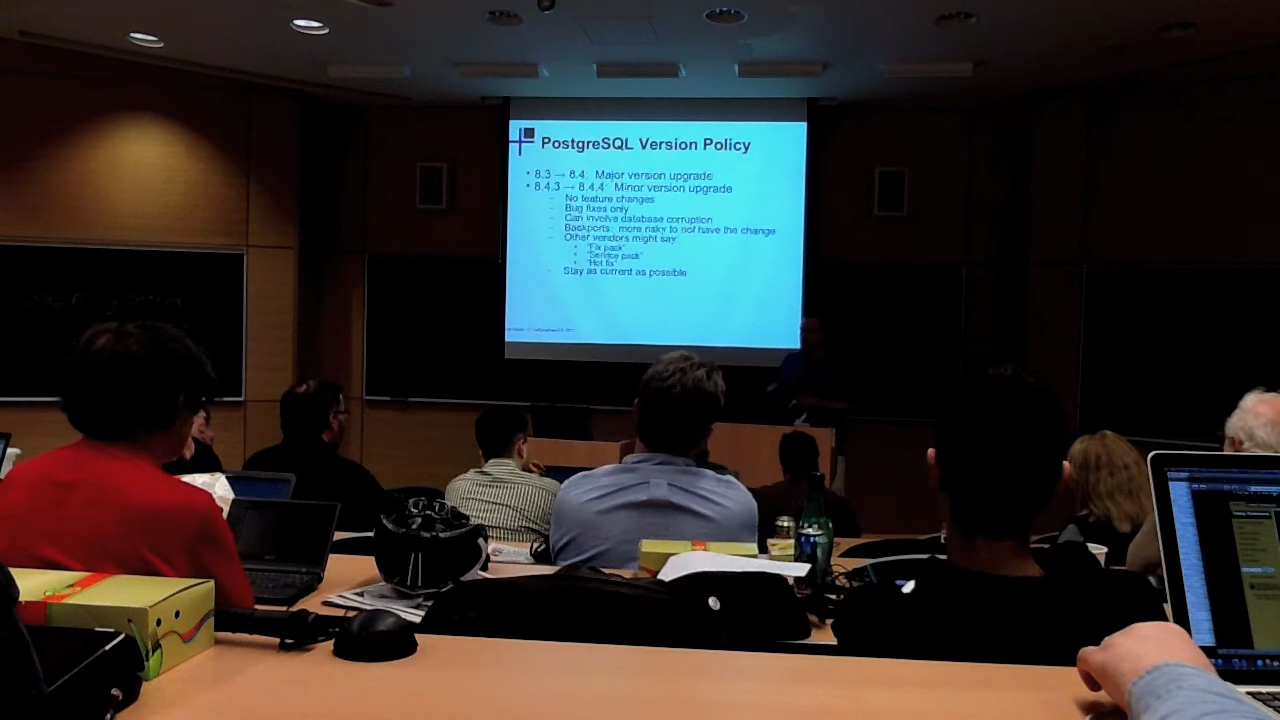 PostgreSQL Version Policy
• 8.3 → 8.4: Major version upgrade
• 8.4.3 → 8.4.4: Minor version upgrade
– No feature changes
– Bug fixes only
– Can involve database corruption
– Backports: more risky to not have the change
– Other vendors might say:
• "Fix pack"
• "Service pack"
• "Hot fix"
– Stay as current as possible